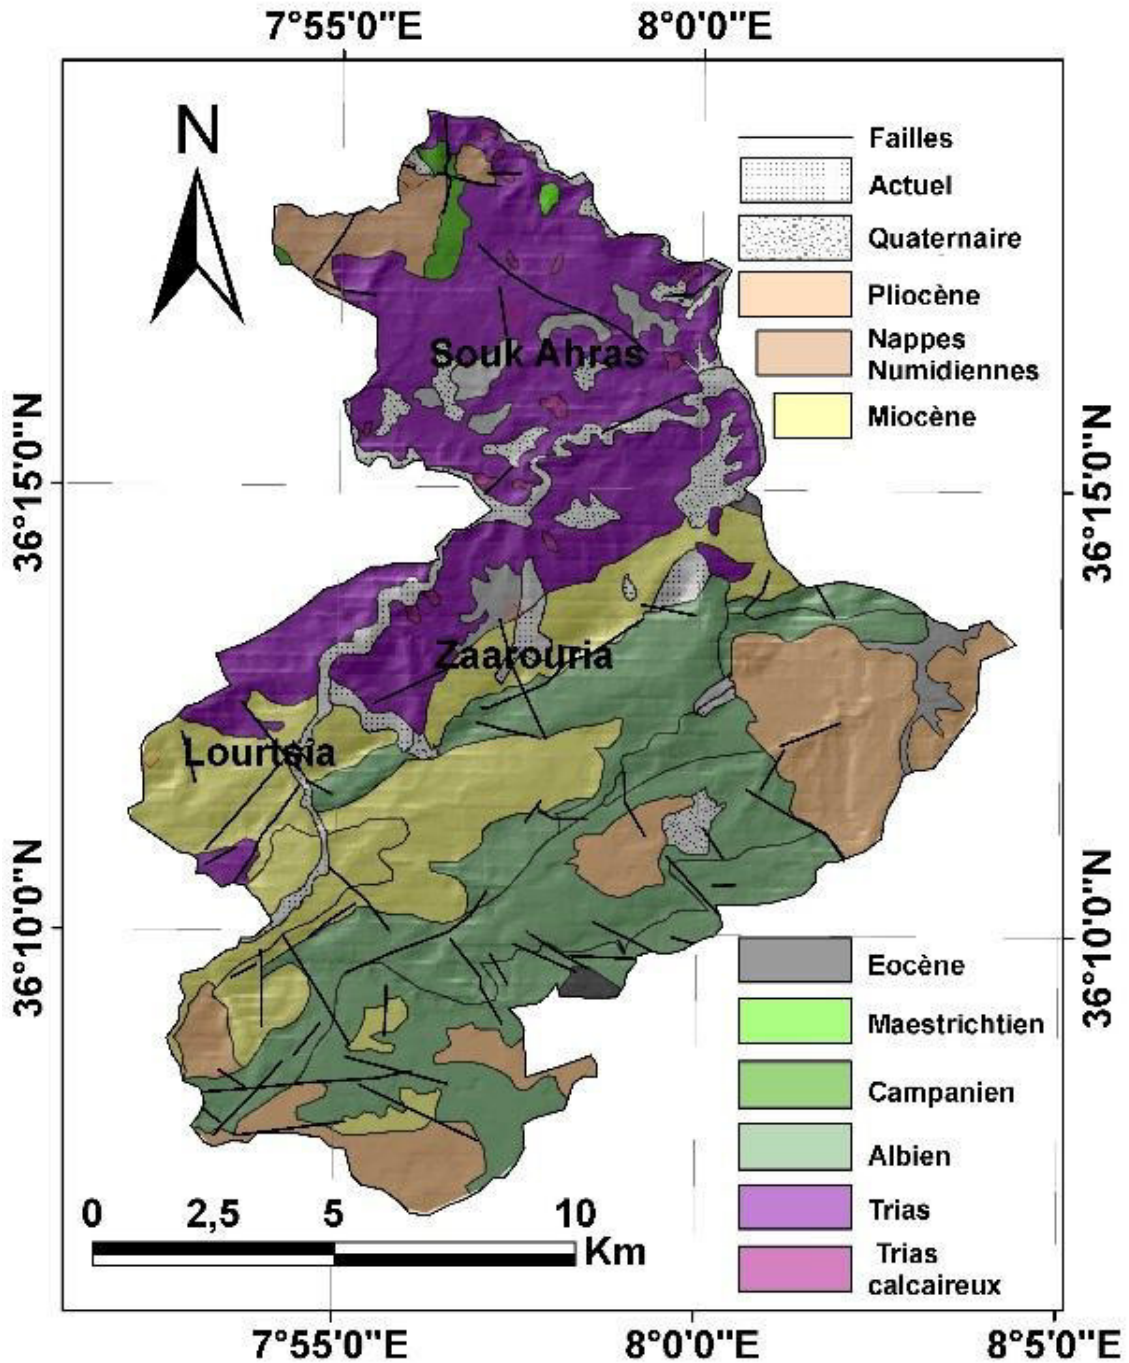 7°55'0"E
8°0'0"E
N
Failles
Actuel
Quaternaire
Pliocène
Nappes
Numidiennes
Miocène
Souk Ahras
36°15'0"N
36°15'0"N
Zaarouria
Lourtsia
36°10'0"N
36°10'0"N
Eocène
Maestrichtien
Campanien
Albien
Trias
Trias
calcaireux
0 2,5 5 10
Km
7°55'0"E
8°0'0"E
8°5'0"E